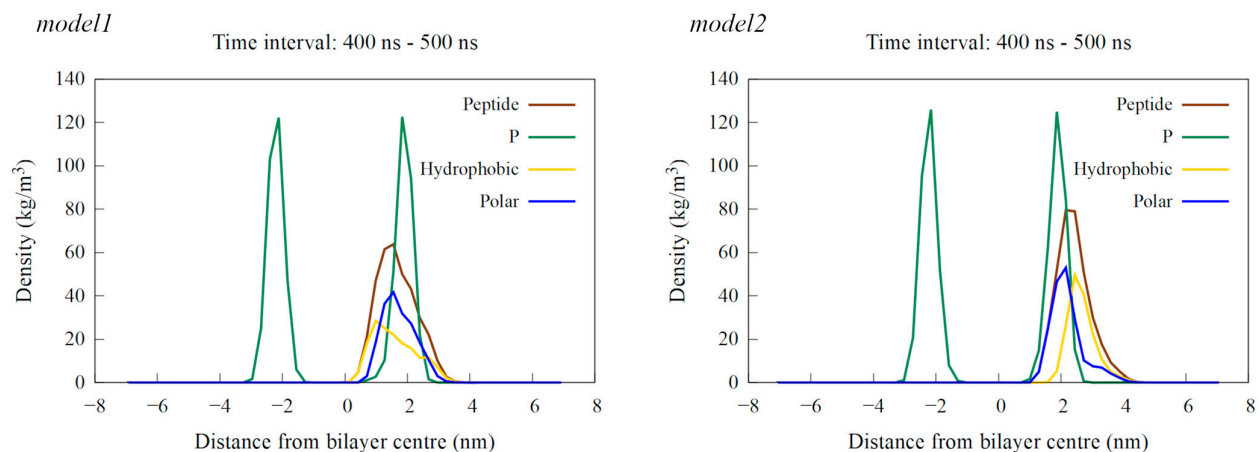 model1
Time interval: 400 ns - 500 ns
140
120
100
80
60
40
20
0
Density (kg/m³)
Peptide
P
Hydrophobic
Polar
−8 −6 −4 −2 0 2 4 6 8
Distance from bilayer centre (nm)
model2
Time interval: 400 ns - 500 ns
140
120
100
80
60
40
20
0
Density (kg/m³)
Peptide
P
Hydrophobic
Polar
−8 −6 −4 −2 0 2 4 6 8
Distance from bilayer centre (nm)